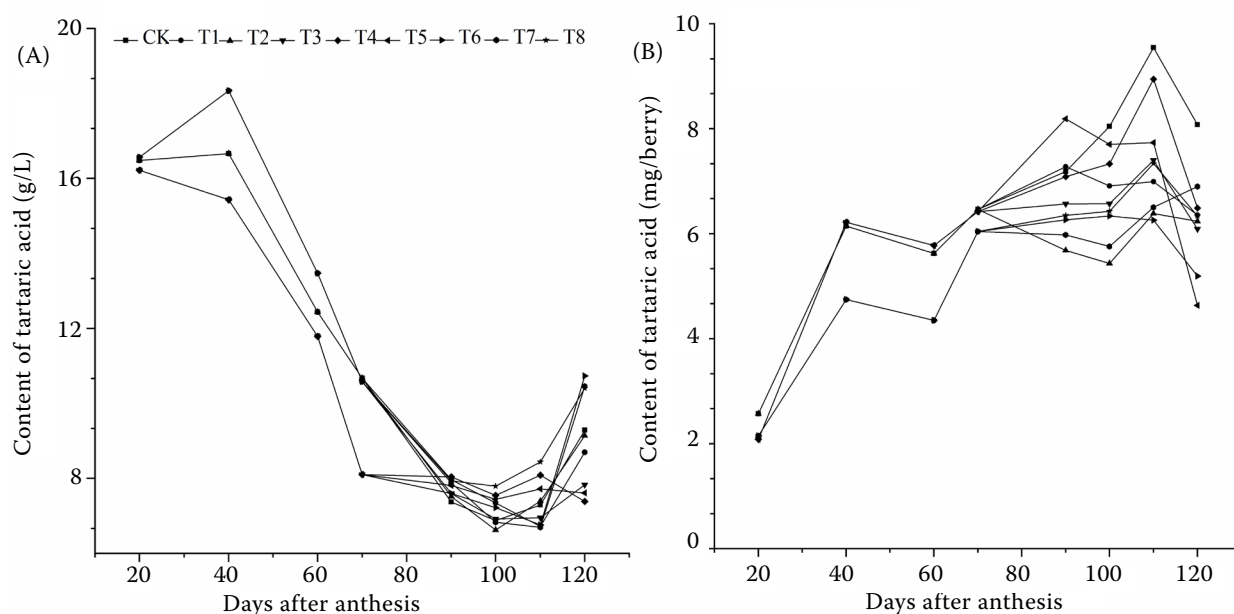 (A)
CK T1 T2 T3 T4 T5 T6 T7 T8
20
16
12
8
Content of tartaric acid (g/L)
20 40 60 80 100 120
Days after anthesis
(B)
10
8
6
4
2
0
Content of tartaric acid (mg/berry)
20 40 60 80 100 120
Days after anthesis